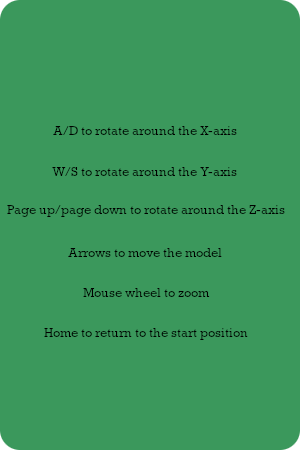 A/D to rotate around the X-axis
W/S to rotate around the Y-axis
Page up/page down to rotate around the Z-axis
Arrows to move the model
Mouse wheel to zoom
Home to return to the start position